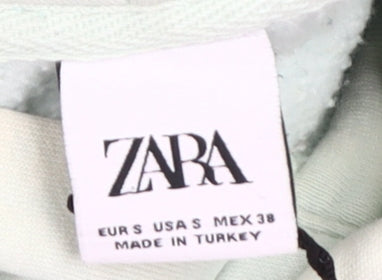 ZARA
EUR S USA S MEX 38
MADE IN TURKEY